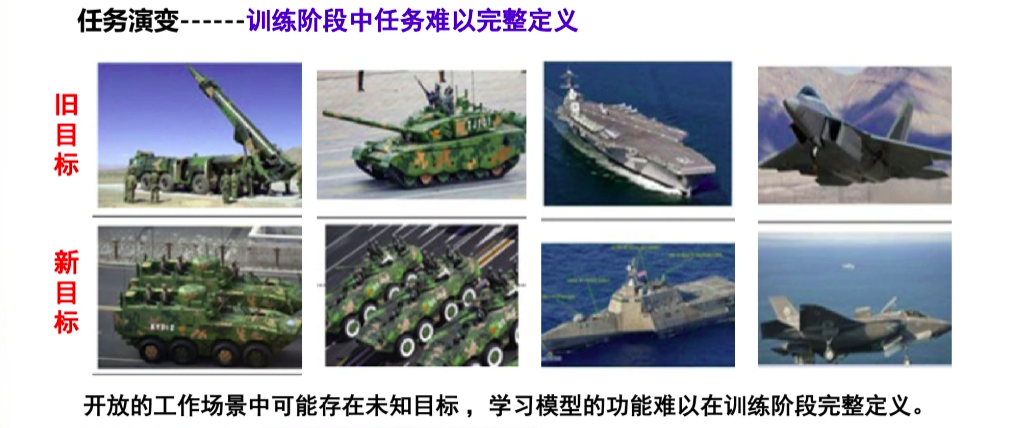 任务演变------训练阶段中任务难以完整定义
旧目标
新目标
开放的工作场景中可能存在未知目标，学习模型的功能难以在训练阶段完整定义。